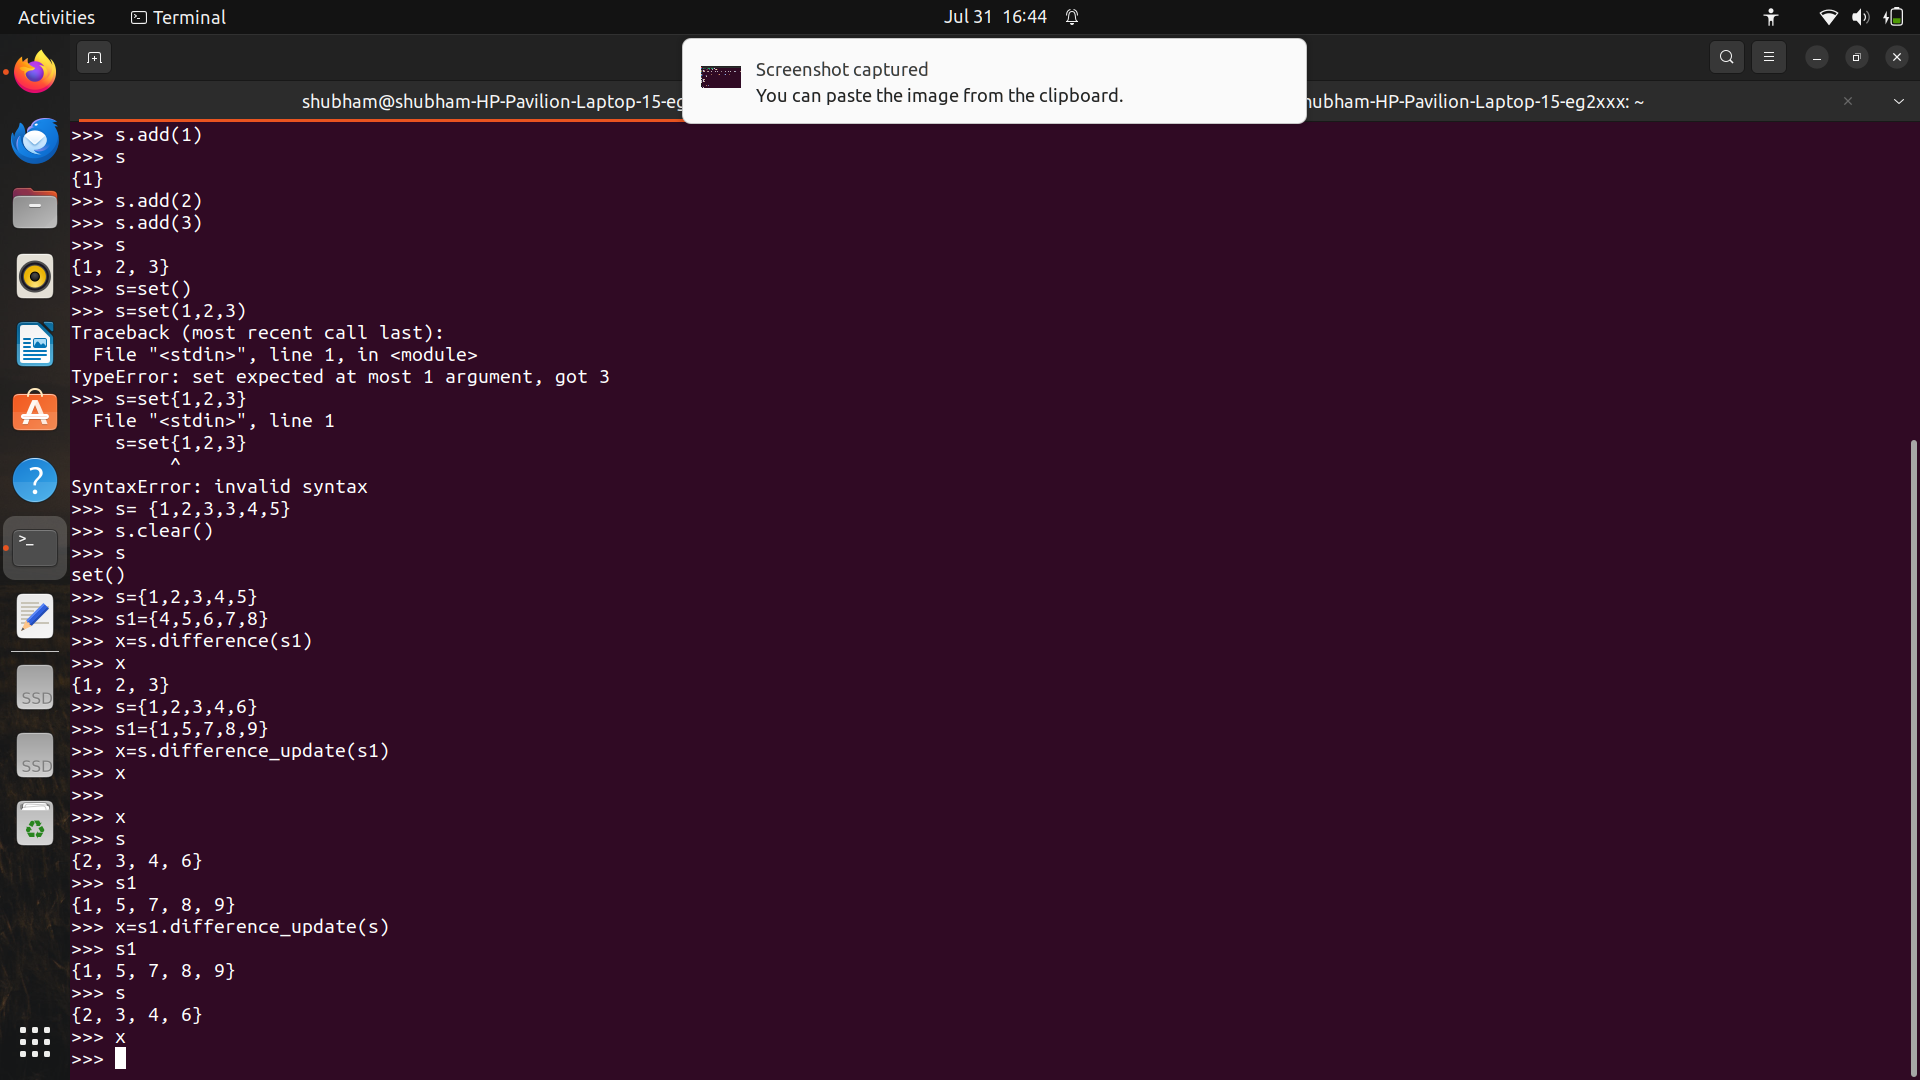 Activities
Terminal
Jul 31 16:44
Screenshot captured
You can paste the image from the clipboard.
shubham@shubham-HP-Pavilion-Laptop-15-eg
hubham-HP-Pavilion-Laptop-15-eg2xxx: ~
>>> s.add(1)
>>> s
{1}
>>> s.add(2)
>>> s.add(3)
>>> s
{1, 2, 3}
>>> s=set()
>>> s=set(1,2,3)
Traceback (most recent call last):
  File "<stdin>", line 1, in <module>
TypeError: set expected at most 1 argument, got 3
>>> s=set{1,2,3}
  File "<stdin>", line 1
    s=set{1,2,3}
         ^
SyntaxError: invalid syntax
>>> s= {1,2,3,3,4,5}
>>> s.clear()
>>> s
set()
>>> s={1,2,3,4,5}
>>> s1={4,5,6,7,8}
>>> x=s.difference(s1)
>>> x
{1, 2, 3}
>>> s={1,2,3,4,6}
>>> s1={1,5,7,8,9}
>>> x=s.difference_update(s1)
>>> x
>>>
>>> x
>>> s
{2, 3, 4, 6}
>>> s1
{1, 5, 7, 8, 9}
>>> x=s1.difference_update(s)
>>> s1
{1, 5, 7, 8, 9}
>>> s
{2, 3, 4, 6}
>>> x
>>>
SSD
SSD